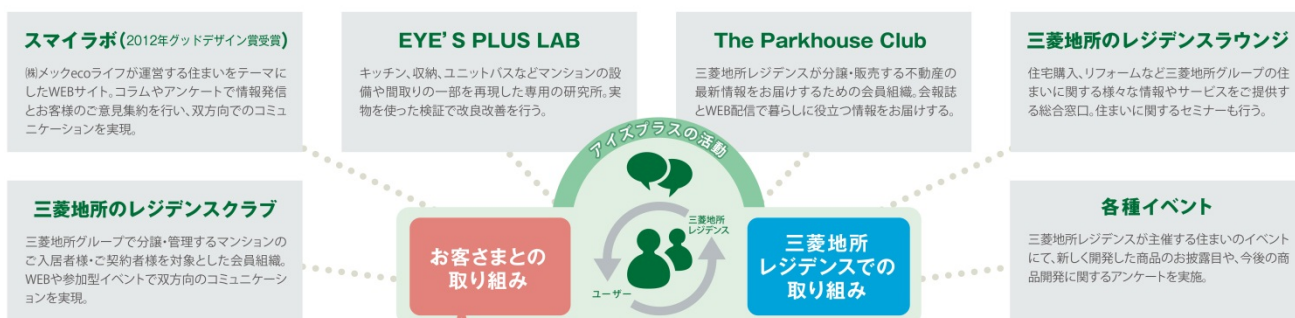 スマイラボ(2012年グッドデザイン賞受賞)
㈱メックecoライフが運営する住まいをテーマに
したWEBサイト。コラムやアンケートで情報発信
とお客様のご意見集約を行い、双方向でのコミュ
ニケーションを実現。
EYE'S PLUS LAB
キッチン、収納、ユニットバスなどマンションの設
備や間取りの一部を再現した専用の研究所。実
物を使った検証で改良改善を行う。
The Parkhouse Club
三菱地所レジデンスが分譲・販売する不動産の
最新情報をお届けするための会員組織。会報誌
とWEB配信で暮らしに役立つ情報をお届けする。
三菱地所のレジデンスラウンジ
住宅購入、リフォームなど三菱地所グループの住
まいに関する様々な情報やサービスをご提供す
る総合窓口。住まいに関するセミナーも行う。
アイズプラスの活動
三菱地所のレジデンスクラブ
三菱地所グループで分譲・管理するマンションの
ご入居者様・ご契約者様を対象とした会員組織。
WEBや参加型イベントで双方向のコミュニケーシ
ョンを実現。
お客さまとの
取り組み
三菱地所
レジデンス
ユーザー
三菱地所
レジデンスでの
取り組み
各種イベント
三菱地所レジデンスが主催する住まいのイベント
にて、新しく開発した商品のお披露目や、今後の商
品開発に関するアンケートを実施。